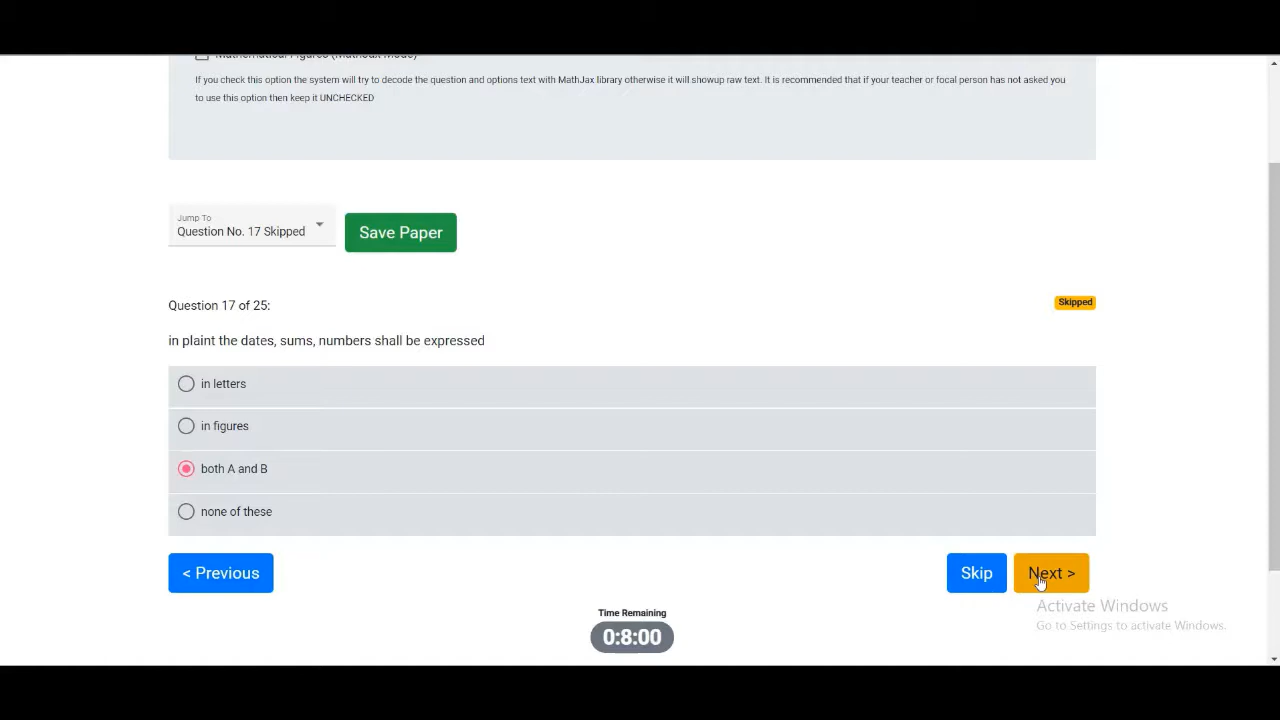 Mathematical Figures (MathJax Mode)
If you check this option the system will try to decode the question and options text with MathJax library otherwise it will showup raw text. It is recommended that if your teacher or focal person has not asked you
to use this option then keep it UNCHECKED
Jump To
Question No. 17 Skipped
Save Paper
Question 17 of 25:
Skipped
in plaint the dates, sums, numbers shall be expressed
in letters
in figures
both A and B
none of these
< Previous
Skip
Next >
Time Remaining
0:8:00
Activate Windows
Go to Settings to activate Windows.